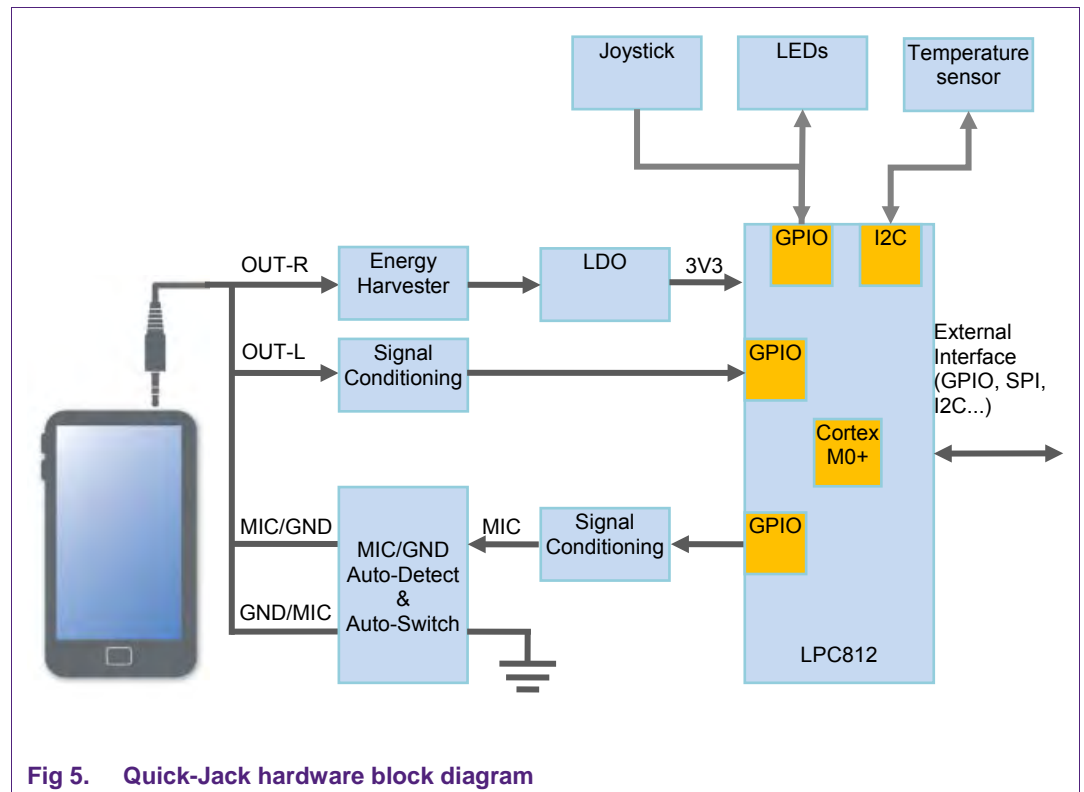 Joystick
LEDs
Temperature
sensor
GPIO
I2C
OUT-R
Energy
Harvester
LDO
3V3
OUT-L
Signal
Conditioning
GPIO
External
Interface
(GPIO, SPI,
I2C...)
Cortex
M0+
MIC/GND
MIC/GND
Auto-Detect
&
Auto-Switch
MIC
Signal
Conditioning
GPIO
GND/MIC
LPC812
Fig 5. Quick-Jack hardware block diagram